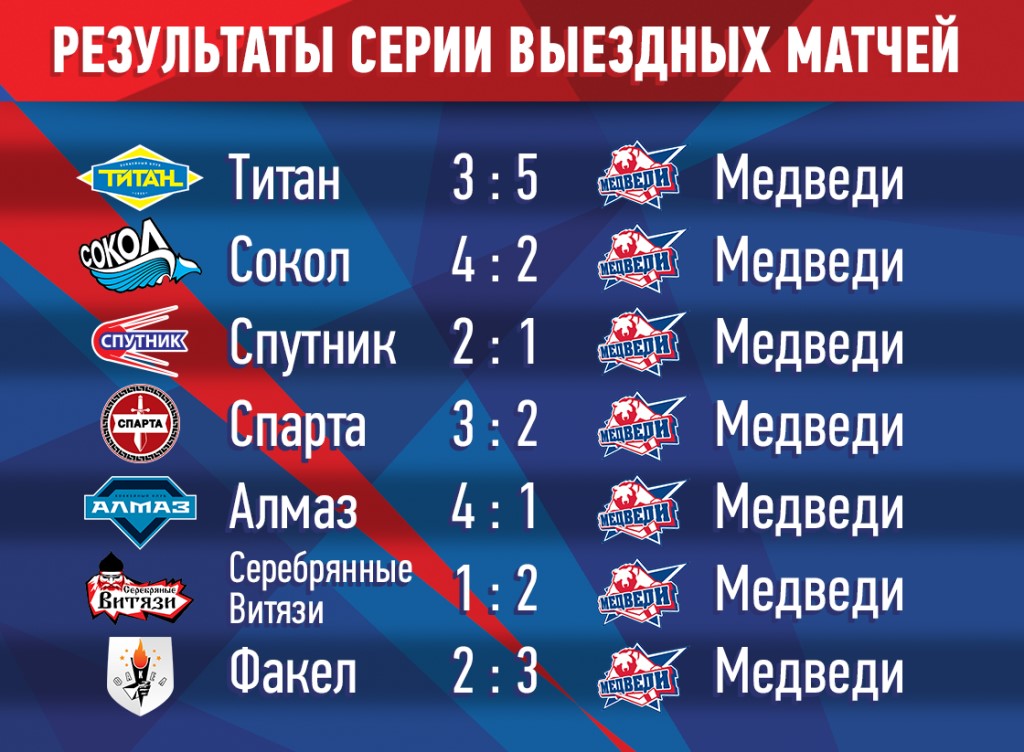 РЕЗУЛЬТАТЫ СЕРИИ ВЫЕЗДНЫХ МАТЧЕЙ
ТИТАН Титан 3 : 5 МЕДВЕДИ Медведи
СОКОЛ Сокол 4 : 2 МЕДВЕДИ Медведи
СПУТНИК Спутник 2 : 1 МЕДВЕДИ Медведи
СПАРТА Спарта 3 : 2 МЕДВЕДИ Медведи
АЛМАЗ Алмаз 4 : 1 МЕДВЕДИ Медведи
Серебряные Витязи Серебрянные
Витязи 1 : 2 МЕДВЕДИ Медведи
ФАКЕЛ Факел 2 : 3 МЕДВЕДИ Медведи